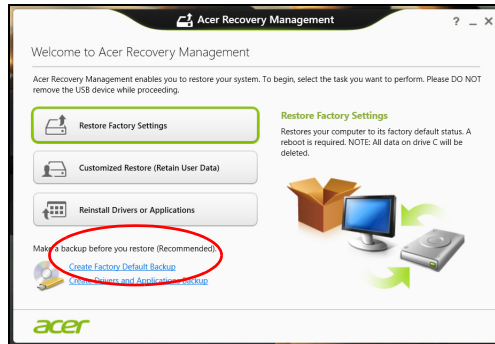 Acer Recovery Management
Welcome to Acer Recovery Management
Acer Recovery Management enables you to restore your system. To begin, select the task you want to perform. Please DO NOT
remove the USB device while proceeding.
Restore Factory Settings
Customized Restore (Retain User Data)
Reinstall Drivers or Applications
Restore Factory Settings
Restores your computer to its factory default status. A
reboot is required. NOTE: All data on drive C will be
deleted.
Make a backup before you restore (Recommended).
Create Factory Default Backup
Create Drivers and Applications Backup
acer